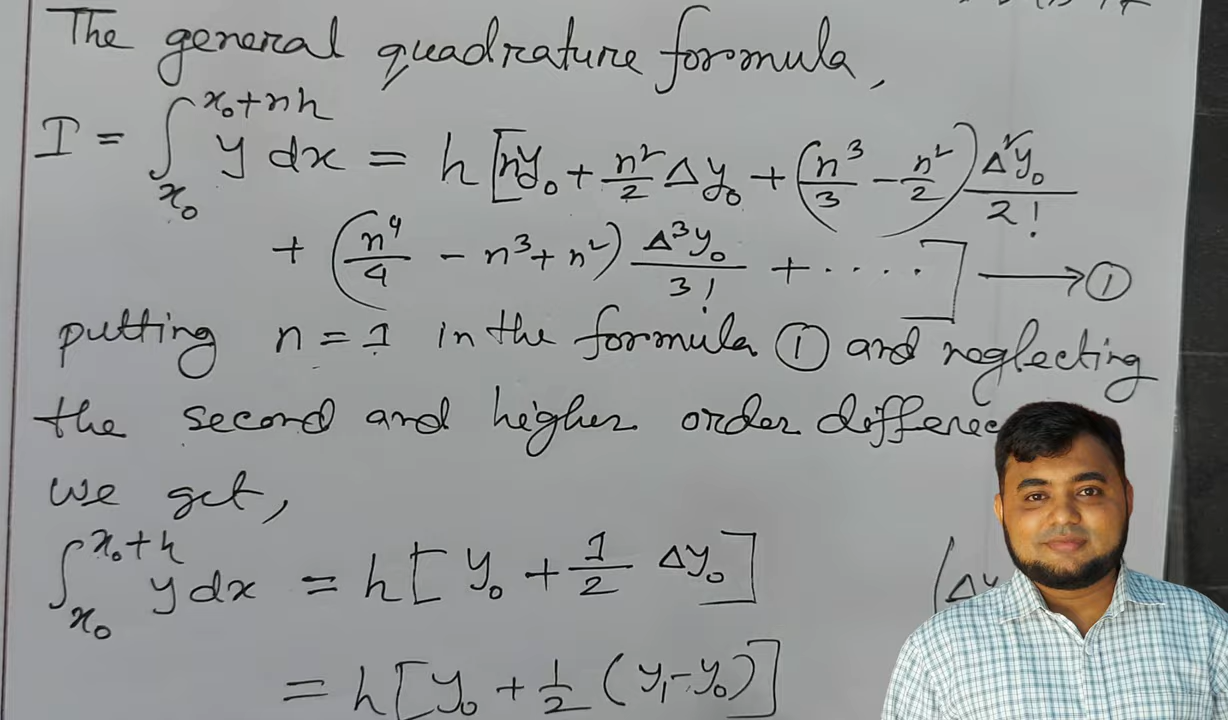 The general quadrature formula,
I = ∫_{x₀}^{x₀+nh} y dx = h [ny₀ + n²/2 Δy₀ + (n³/3 − n²/2) Δ²y₀/2!
+ (n⁴/4 − n³ + n²) Δ³y₀/3! + ....] ⟶ ①
putting n = 1 in the formula ① and neglecting
the second and higher order differenc
we get,
∫_{x₀}^{x₀+h} y dx = h [y₀ + 1/2 Δy₀] (Δy
= h [y₀ + 1/2 (y₁−y₀)]